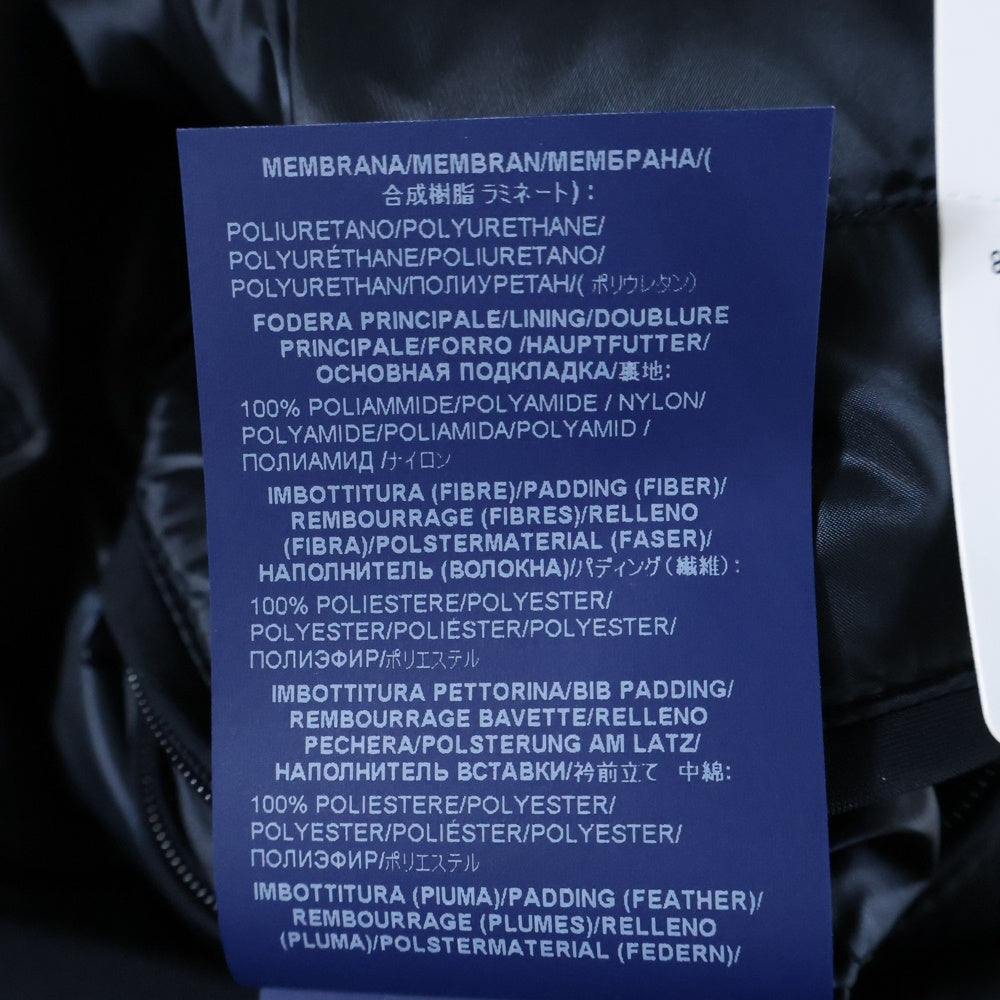 MEMBRANA/MEMBRAN/МЕМБРАНА/(
合成樹脂 ラミネート) :
POLIURETANO/POLYURETHANE/
POLYURÉTHANE/POLIURETANO/
POLYURETHAN/ПОЛИУРЕТАН/( ポリウレタン)
FODERA PRINCIPALE/LINING/DOUBLURE
PRINCIPALE/FORRO /HAUPTFUTTER/
ОСНОВНАЯ ПОДКЛАДКА/裏地:
100% POLIAMMIDE/POLYAMIDE / NYLON/
POLYAMIDE/POLIAMIDA/POLYAMID /
ПОЛИАМИД /ナイロン
IMBOTTITURA (FIBRE)/PADDING (FIBER)/
REMBOURRAGE (FIBRES)/RELLENO
(FIBRA)/POLSTERMATERIAL (FASER)/
НАПОЛНИТЕЛЬ (ВОЛОКНА)/パディング (繊維) :
100% POLIESTERE/POLYESTER/
POLYESTER/POLIÉSTER/POLYESTER/
ПОЛИЭФИР/ポリエステル
IMBOTTITURA PETTORINA/BIB PADDING/
REMBOURRAGE BAVETTE/RELLENO
PECHERA/POLSTERUNG AM LATZ/
НАПОЛНИТЕЛЬ ВСТАВКИ/衿前立て 中綿:
100% POLIESTERE/POLYESTER/
POLYESTER/POLIÉSTER/POLYESTER/
ПОЛИЭФИР/ポリエステル
IMBOTTITURA (PIUMA)/PADDING (FEATHER)/
REMBOURRAGE (PLUMES)/RELLENO
(PLUMA)/POLSTERMATERIAL (FEDERN)/